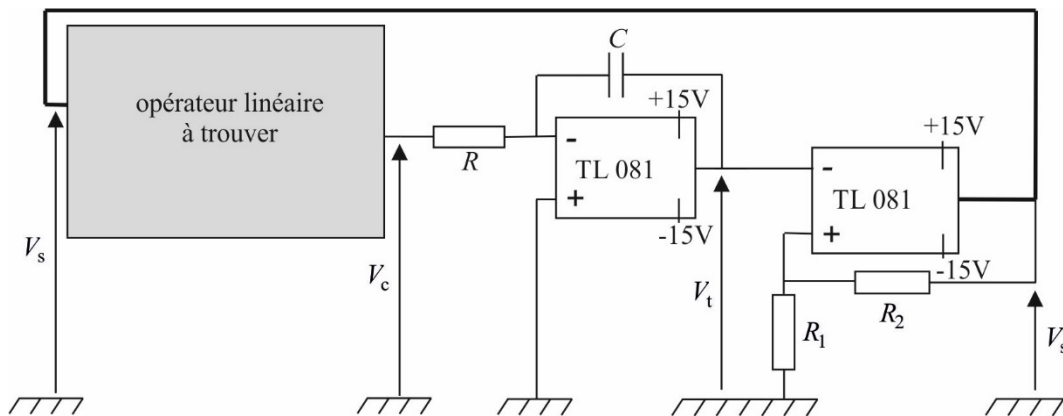 opérateur linéaire
à trouver
C
+15V
-
TL 081
+
-15V
R
+15V
-
TL 081
+
-15V
V_s
V_c
V_t
R_1
R_2
V_s